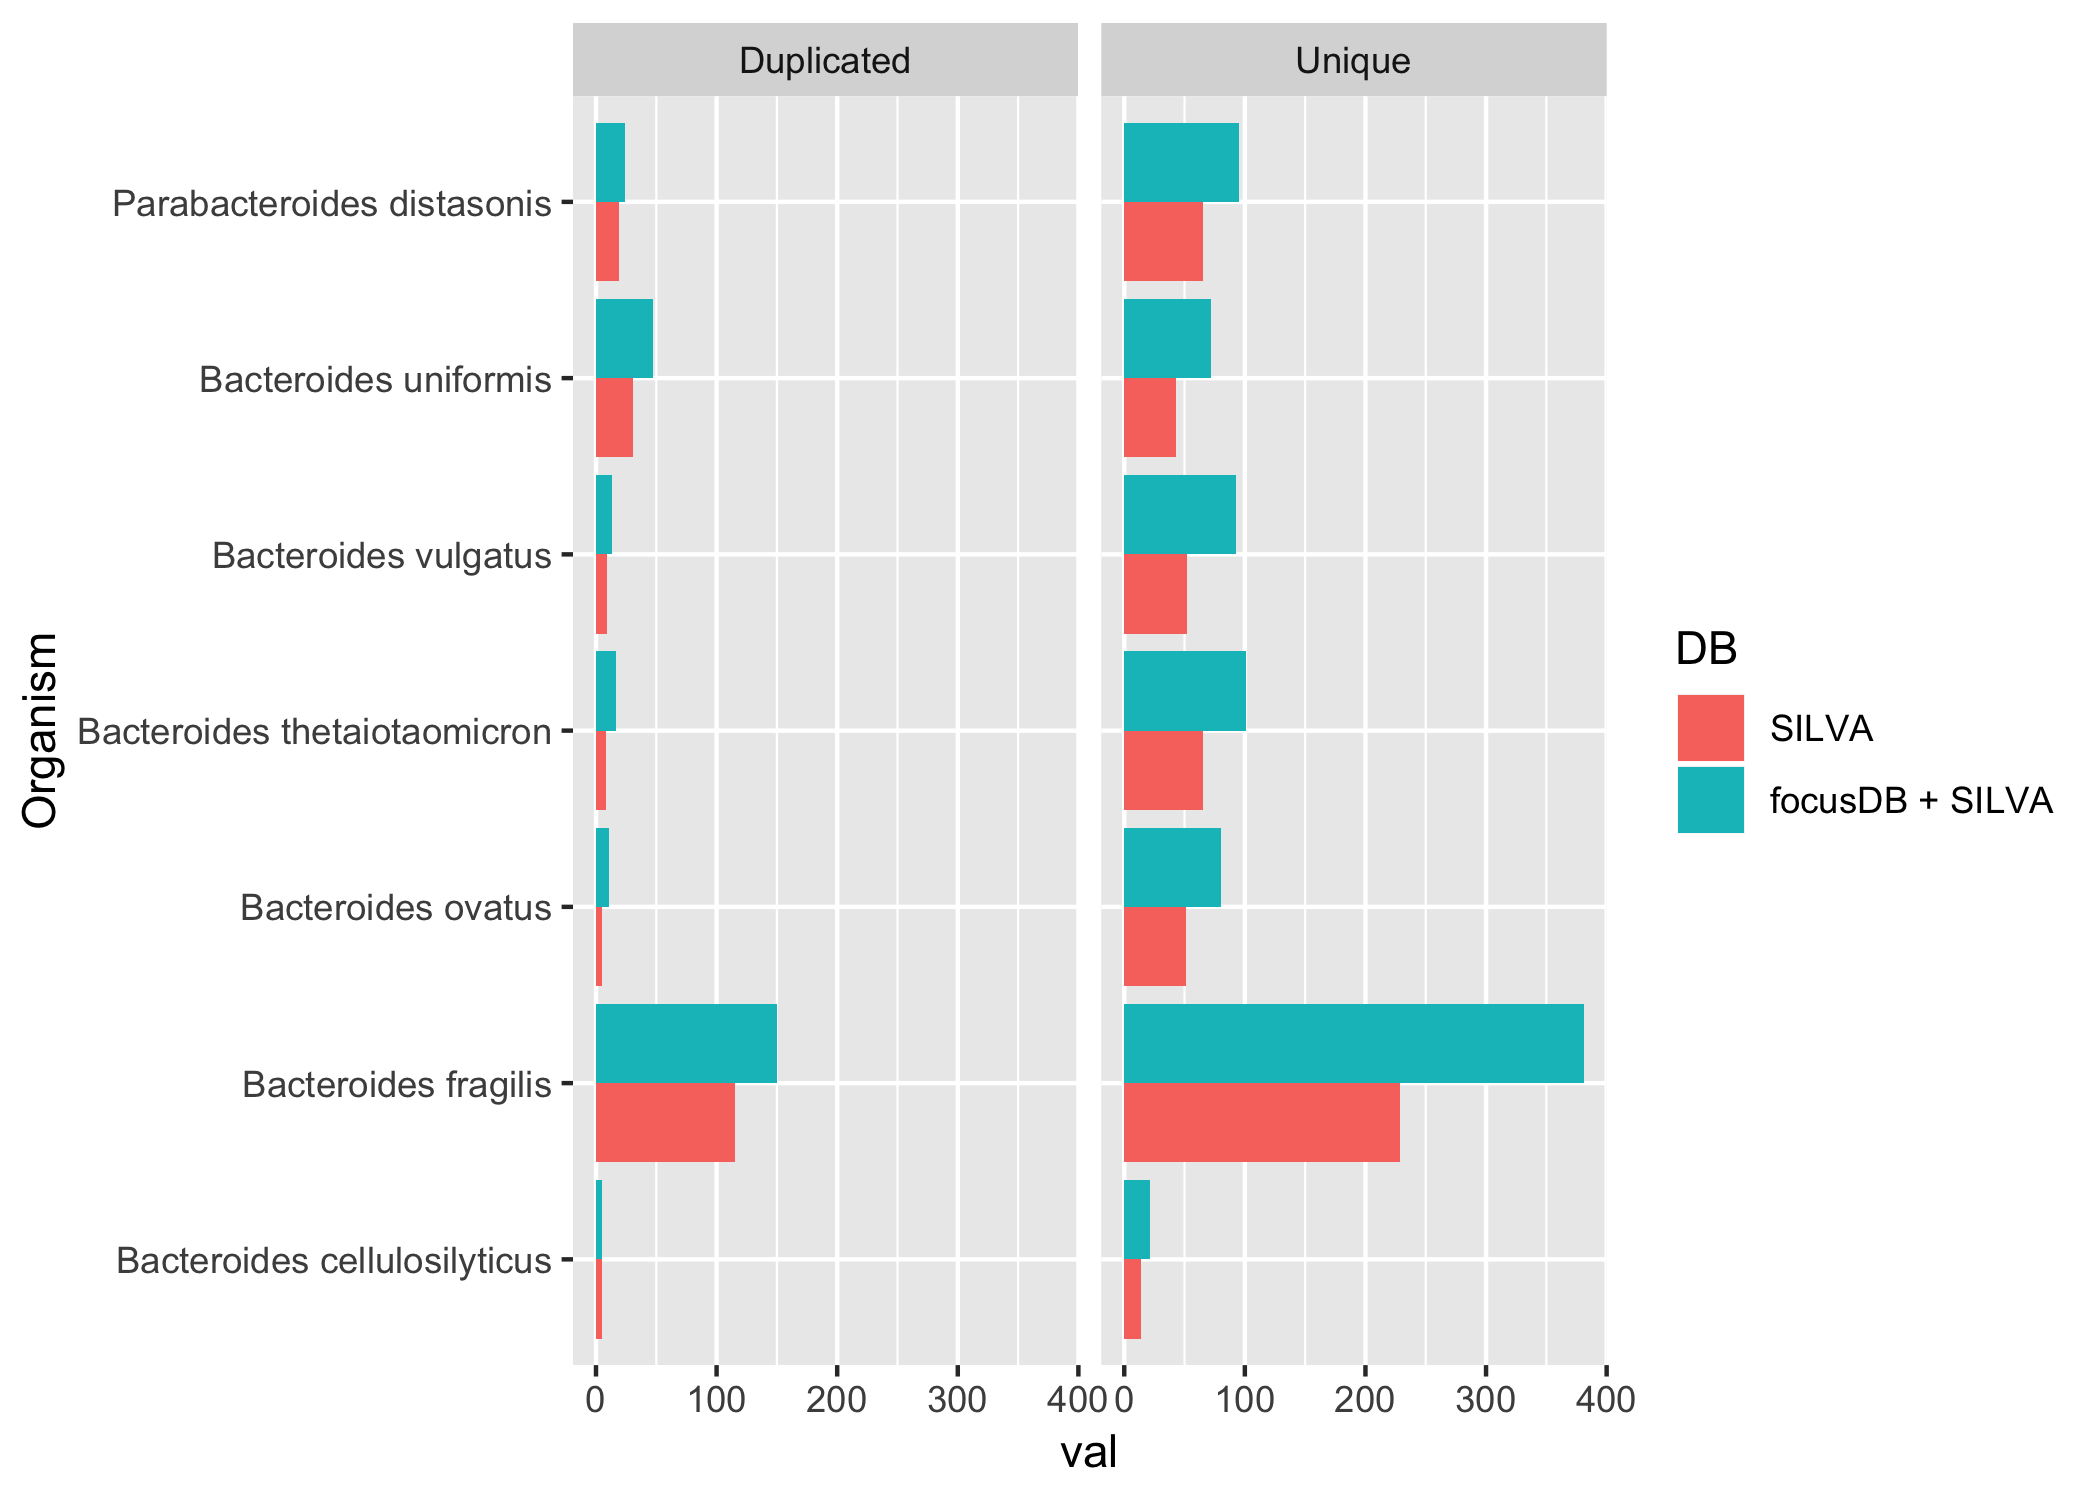 Duplicated
Unique
Organism
Parabacteroides distasonis
Bacteroides uniformis
Bacteroides vulgatus
Bacteroides thetaiotaomicron
Bacteroides ovatus
Bacteroides fragilis
Bacteroides cellulosilyticus
0 100 200 300 400
0 100 200 300 400
val
DB
SILVA
focusDB + SILVA